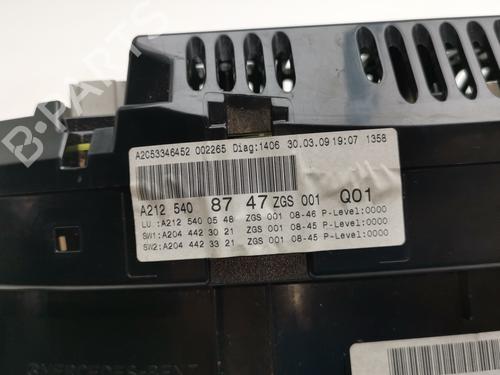 B-PARTS
A2C53346452 002265 Diag:1406 30.03.09 19:07 1358
A212 540 87 47 ZGS 001 Q01
LU :A212 540 05 48 ZGS 001 08-46 P-Level:0000
SW1:A204 442 30 21 ZGS 001 08-45 P-Level:0000
SW2:A204 442 33 21 ZGS 001 08-45 P-Level:0000